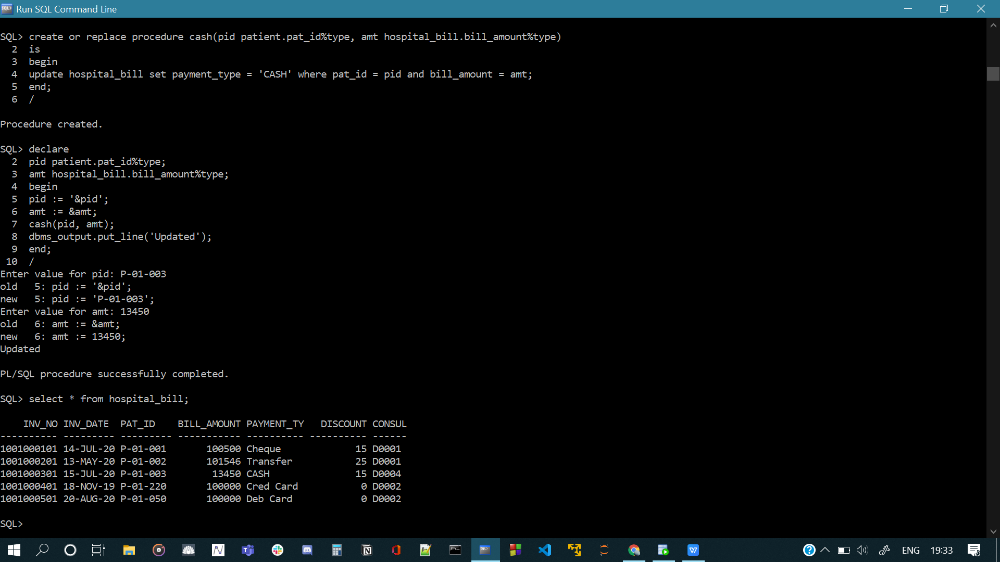 Run SQL Command Line
SQL> create or replace procedure cash(pid patient.pat_id%type, amt hospital_bill.bill_amount%type)
  2  is
  3  begin
  4  update hospital_bill set payment_type = 'CASH' where pat_id = pid and bill_amount = amt;
  5  end;
  6  /
Procedure created.
SQL> declare
  2  pid patient.pat_id%type;
  3  amt hospital_bill.bill_amount%type;
  4  begin
  5  pid := '&pid';
  6  amt := &amt;
  7  cash(pid, amt);
  8  dbms_output.put_line('Updated');
  9  end;
 10  /
Enter value for pid: P-01-003
old   5: pid := '&pid';
new   5: pid := 'P-01-003';
Enter value for amt: 13450
old   6: amt := &amt;
new   6: amt := 13450;
Updated
PL/SQL procedure successfully completed.
SQL> select * from hospital_bill;
    INV_NO INV_DATE  PAT_ID    BILL_AMOUNT PAYMENT_TY   DISCOUNT CONSUL
---------- --------- --------- ----------- ---------- ---------- ------
1001000101 14-JUL-20 P-01-001       100500 Cheque             15 D0001
1001000201 13-MAY-20 P-01-002       101546 Transfer           25 D0001
1001000301 15-JUL-20 P-01-003        13450 CASH               15 D0004
1001000401 18-NOV-19 P-01-220       100000 Cred Card           0 D0002
1001000501 20-AUG-20 P-01-050       100000 Deb Card            0 D0002
SQL>
ENG 19:33